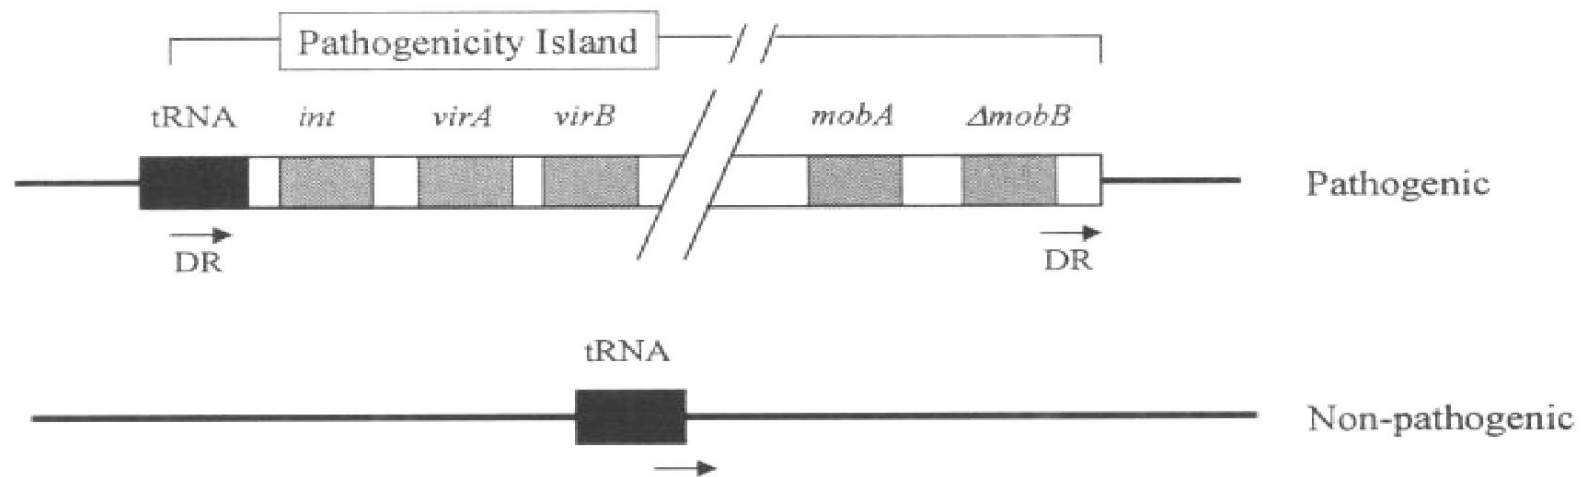 Pathogenicity Island
tRNA int virA virB mobA ΔmobB
Pathogenic
DR DR
tRNA
Non-pathogenic